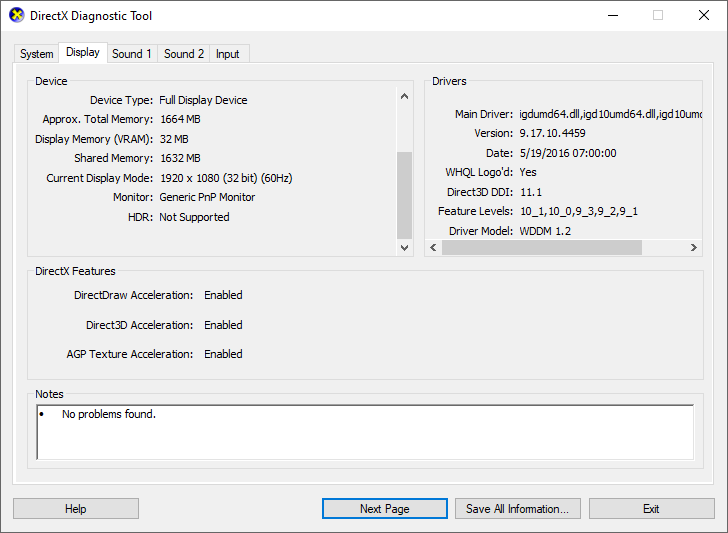 DirectX Diagnostic Tool
System Display Sound 1 Sound 2 Input
Device
Device Type: Full Display Device
Approx. Total Memory: 1664 MB
Display Memory (VRAM): 32 MB
Shared Memory: 1632 MB
Current Display Mode: 1920 x 1080 (32 bit) (60Hz)
Monitor: Generic PnP Monitor
HDR: Not Supported
Drivers
Main Driver: igdumd64.dll,igd10umd64.dll,igd10umd
Version: 9.17.10.4459
Date: 5/19/2016 07:00:00
WHQL Logo'd: Yes
Direct3D DDI: 11.1
Feature Levels: 10_1,10_0,9_3,9_2,9_1
Driver Model: WDDM 1.2
DirectX Features
DirectDraw Acceleration: Enabled
Direct3D Acceleration: Enabled
AGP Texture Acceleration: Enabled
Notes
• No problems found.
Help Next Page Save All Information... Exit